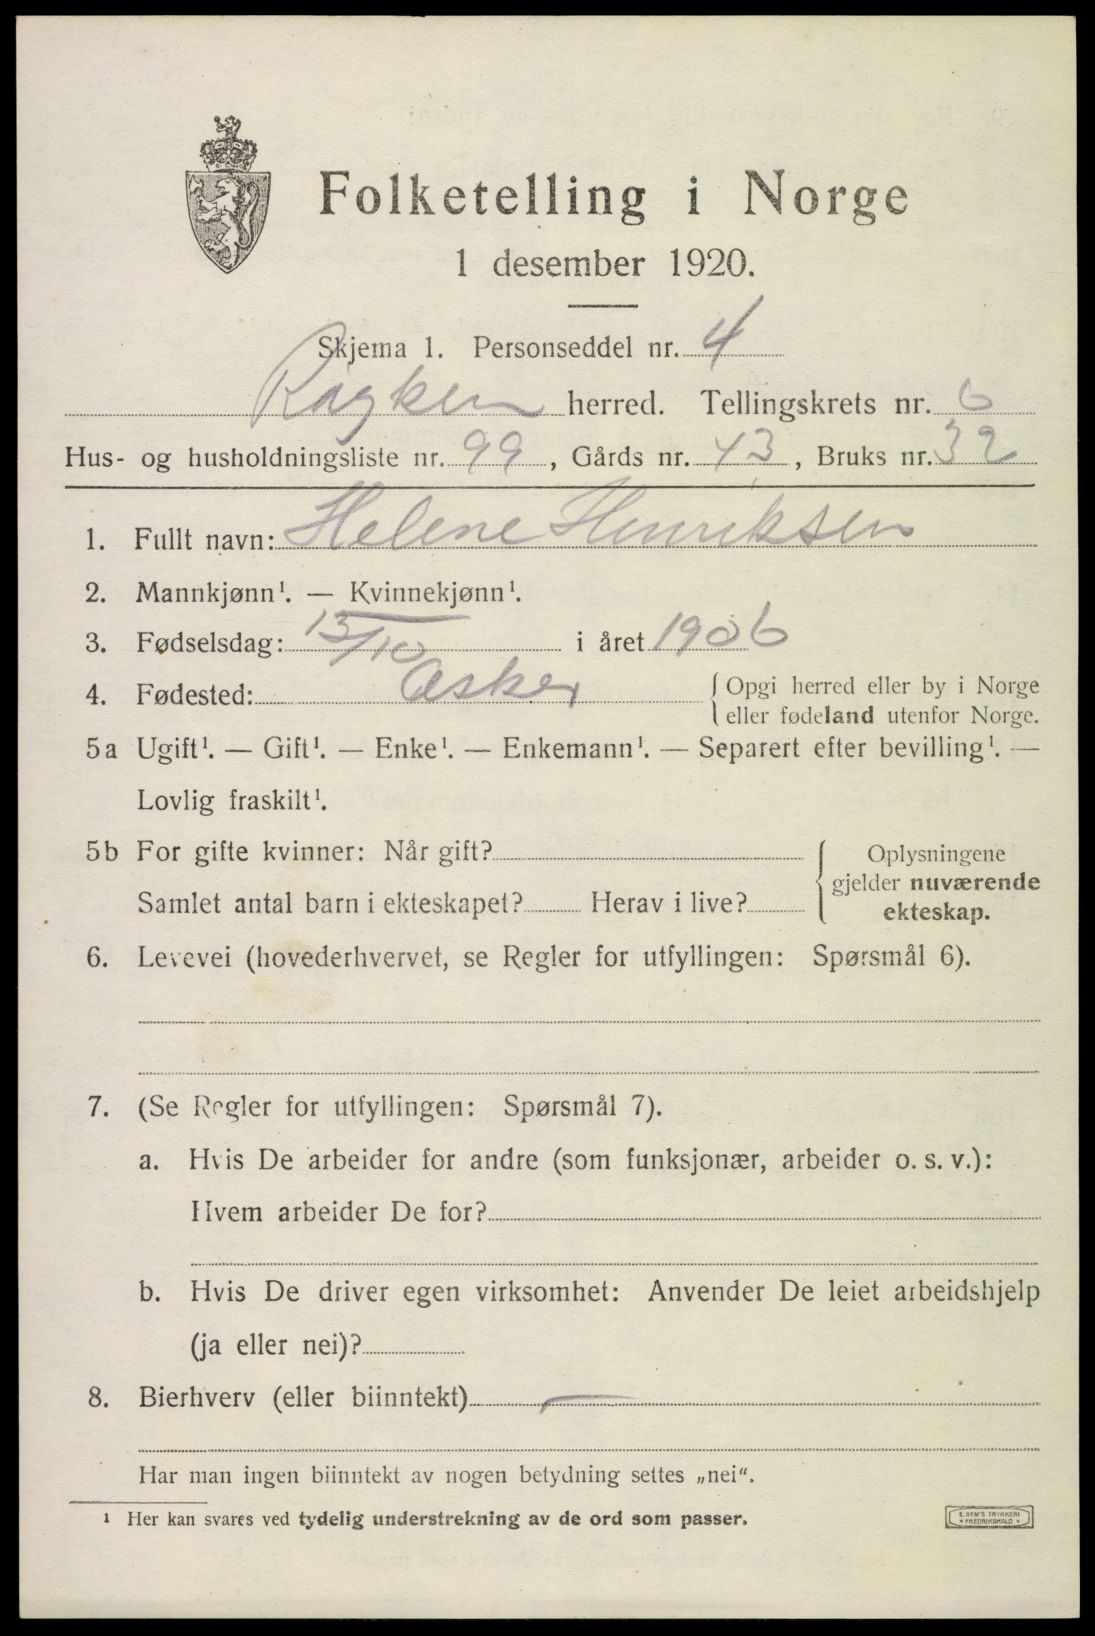 Folketelling i Norge
1 desember 1920.
Skjema 1. Personseddel nr. 4
Røyken herred. Tellingskrets nr. 6
Hus- og husholdningsliste nr. 99, Gårds nr. 43, Bruks nr. 32
1. Fullt navn: Helene Henriksen
2. Mannkjønn¹. — Kvinnekjønn¹.
3. Fødselsdag: 13/10 i året 1906
4. Fødested: Asker { Opgi herred eller by i Norge
eller fødeland utenfor Norge.
5a Ugift¹. — Gift¹. — Enke¹. — Enkemann¹. — Separert efter bevilling¹. —
Lovlig fraskilt¹.
5b For gifte kvinner: Når gift?
Samlet antal barn i ekteskapet? Herav i live?
{ Oplysningene
gjelder nuværende
ekteskap.
6. Levevei (hovederhvervet, se Regler for utfyllingen: Spørsmål 6).
7. (Se Regler for utfyllingen: Spørsmål 7).
a. Hvis De arbeider for andre (som funksjonær, arbeider o. s. v.):
Hvem arbeider De for?
b. Hvis De driver egen virksomhet: Anvender De leiet arbeidshjelp
(ja eller nei)?
8. Bierhverv (eller biinntekt) —
Har man ingen biinntekt av nogen betydning settes „nei“.
¹ Her kan svares ved tydelig understrekning av de ord som passer.
E. SEM'S TRYKKERI
* FREDRIKSHALD *